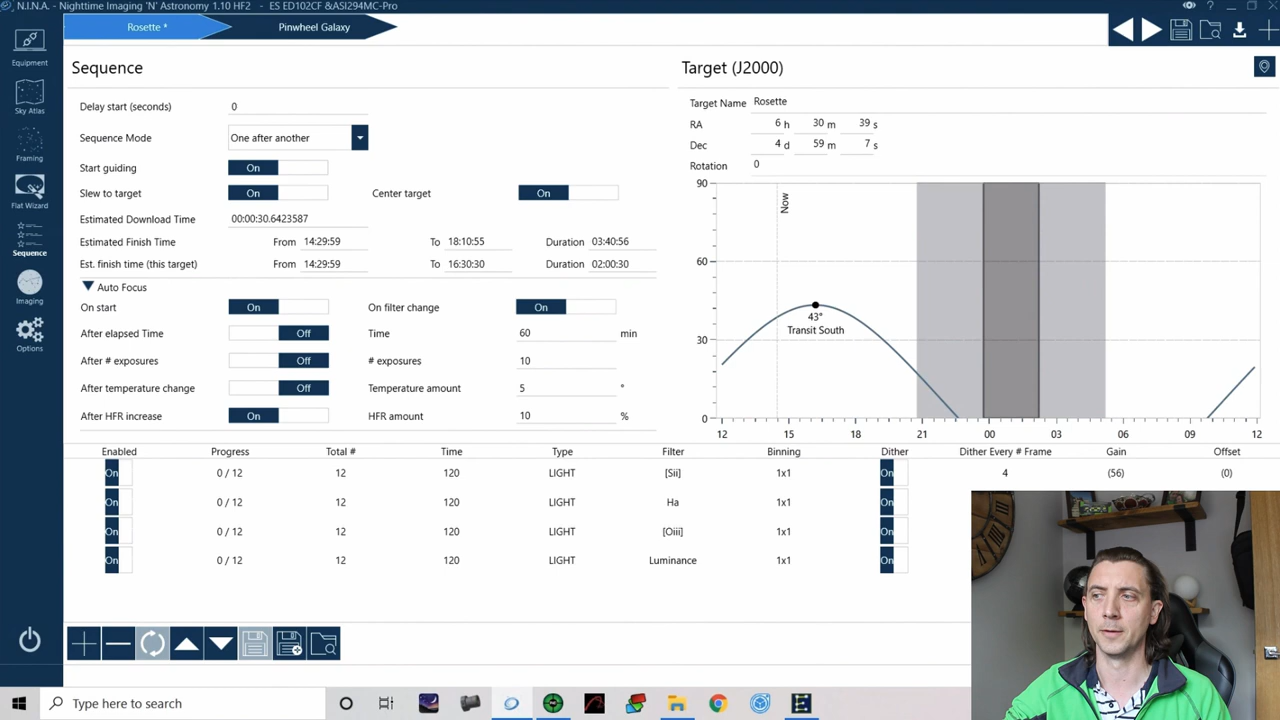 N.I.N.A. - Nighttime Imaging 'N' Astronomy 1.10 HF2 - ES ED102CF &ASI294MC-Pro
Rosette *
Pinwheel Galaxy
Equipment
Sky Atlas
Framing
Flat Wizard
Sequence
Imaging
Options
Sequence
Delay start (seconds) 0
Sequence Mode One after another
Start guiding On
Slew to target On Center target On
Estimated Download Time 00:00:30.6423587
Estimated Finish Time From 14:29:59 To 18:10:55 Duration 03:40:56
Est. finish time (this target) From 14:29:59 To 16:30:30 Duration 02:00:30
Auto Focus
On start On On filter change On
After elapsed Time Off Time 60 min
After # exposures Off # exposures 10
After temperature change Off Temperature amount 5 °
After HFR increase On HFR amount 10 %
Target (J2000)
Target Name Rosette
RA 6 h 30 m 39 s
Dec 4 d 59 m 7 s
Rotation 0
90
60
30
0
Now
43°
Transit South
12 15 18 21 00 03 06 09 12
Enabled Progress Total # Time Type Filter Binning Dither Dither Every # Frame Gain Offset
On 0 / 12 12 120 LIGHT [Sii] 1x1 On 4 (56) (0)
On 0 / 12 12 120 LIGHT Ha 1x1 On
On 0 / 12 12 120 LIGHT [Oiii] 1x1 On
On 0 / 12 12 120 LIGHT Luminance 1x1 On
Type here to search